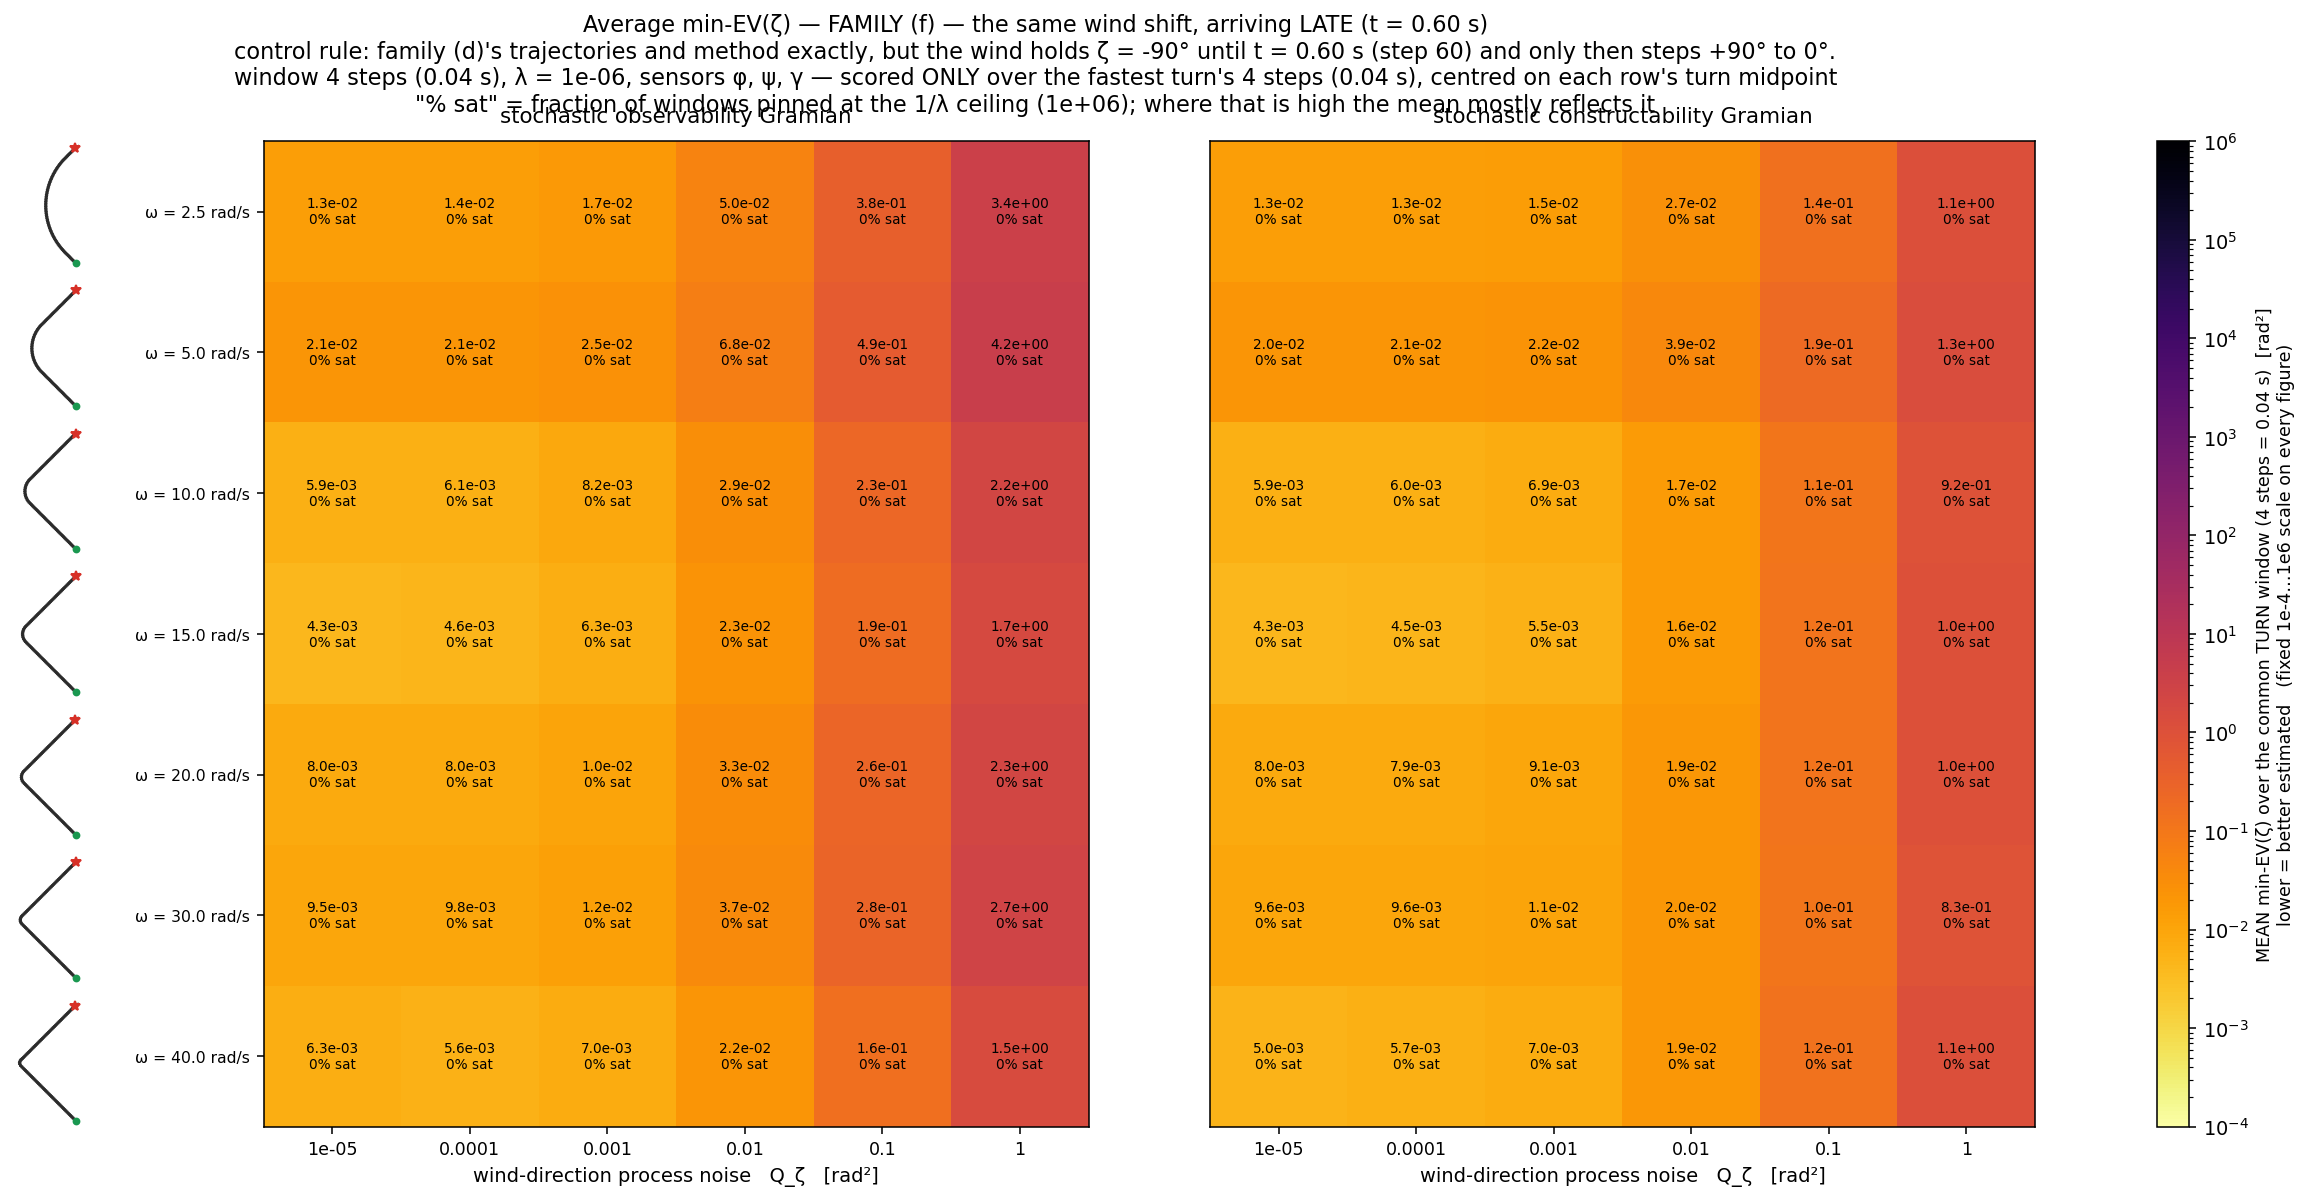 Average min-EV(ζ) — FAMILY (f) — the same wind shift, arriving LATE (t = 0.60 s)
control rule: family (d)'s trajectories and method exactly, but the wind holds ζ = -90° until t = 0.60 s (step 60) and only then steps +90° to 0°.
window 4 steps (0.04 s), λ = 1e-06, sensors φ, ψ, γ — scored ONLY over the fastest turn's 4 steps (0.04 s), centred on each row's turn midpoint
"% sat" = fraction of windows pinned at the 1/λ ceiling (1e+06); where that is high the mean mostly reflects it
stochastic observability Gramian
stochastic constructability Gramian
ω = 2.5 rad/s
1.3e-02 1.4e-02 1.7e-02 5.0e-02 3.8e-01 3.4e+00
0% sat 0% sat 0% sat 0% sat 0% sat 0% sat
1.3e-02 1.3e-02 1.5e-02 2.7e-02 1.4e-01 1.1e+00
0% sat 0% sat 0% sat 0% sat 0% sat 0% sat
ω = 5.0 rad/s
2.1e-02 2.1e-02 2.5e-02 6.8e-02 4.9e-01 4.2e+00
0% sat 0% sat 0% sat 0% sat 0% sat 0% sat
2.0e-02 2.1e-02 2.2e-02 3.9e-02 1.9e-01 1.3e+00
0% sat 0% sat 0% sat 0% sat 0% sat 0% sat
ω = 10.0 rad/s
5.9e-03 6.1e-03 8.2e-03 2.9e-02 2.3e-01 2.2e+00
0% sat 0% sat 0% sat 0% sat 0% sat 0% sat
5.9e-03 6.0e-03 6.9e-03 1.7e-02 1.1e-01 9.2e-01
0% sat 0% sat 0% sat 0% sat 0% sat 0% sat
ω = 15.0 rad/s
4.3e-03 4.6e-03 6.3e-03 2.3e-02 1.9e-01 1.7e+00
0% sat 0% sat 0% sat 0% sat 0% sat 0% sat
4.3e-03 4.5e-03 5.5e-03 1.6e-02 1.2e-01 1.0e+00
0% sat 0% sat 0% sat 0% sat 0% sat 0% sat
ω = 20.0 rad/s
8.0e-03 8.0e-03 1.0e-02 3.3e-02 2.6e-01 2.3e+00
0% sat 0% sat 0% sat 0% sat 0% sat 0% sat
8.0e-03 7.9e-03 9.1e-03 1.9e-02 1.2e-01 1.0e+00
0% sat 0% sat 0% sat 0% sat 0% sat 0% sat
ω = 30.0 rad/s
9.5e-03 9.8e-03 1.2e-02 3.7e-02 2.8e-01 2.7e+00
0% sat 0% sat 0% sat 0% sat 0% sat 0% sat
9.6e-03 9.6e-03 1.1e-02 2.0e-02 1.0e-01 8.3e-01
0% sat 0% sat 0% sat 0% sat 0% sat 0% sat
ω = 40.0 rad/s
6.3e-03 5.6e-03 7.0e-03 2.2e-02 1.6e-01 1.5e+00
0% sat 0% sat 0% sat 0% sat 0% sat 0% sat
5.0e-03 5.7e-03 7.0e-03 1.9e-02 1.2e-01 1.1e+00
0% sat 0% sat 0% sat 0% sat 0% sat 0% sat
1e-05 0.0001 0.001 0.01 0.1 1
wind-direction process noise Q_ζ [rad²]
1e-05 0.0001 0.001 0.01 0.1 1
wind-direction process noise Q_ζ [rad²]
10⁶
10⁵
10⁴
10³
10²
10¹
10⁰
10⁻¹
10⁻²
10⁻³
10⁻⁴
MEAN min-EV(ζ) over the common TURN window (4 steps = 0.04 s) [rad²]
lower = better estimated (fixed 1e-4...1e6 scale on every figure)